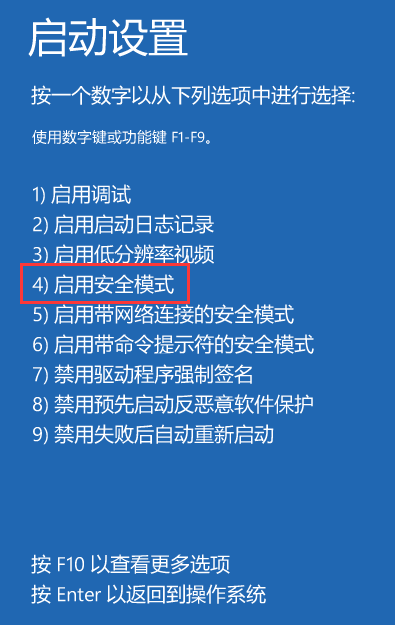 启动设置
按一个数字以从下列选项中进行选择:
使用数字键或功能键 F1-F9。
1) 启用调试
2) 启用启动日志记录
3) 启用低分辨率视频
4) 启用安全模式
5) 启用带网络连接的安全模式
6) 启用带命令提示符的安全模式
7) 禁用驱动程序强制签名
8) 禁用预先启动反恶意软件保护
9) 禁用失败后自动重新启动
按 F10 以查看更多选项
按 Enter 以返回到操作系统